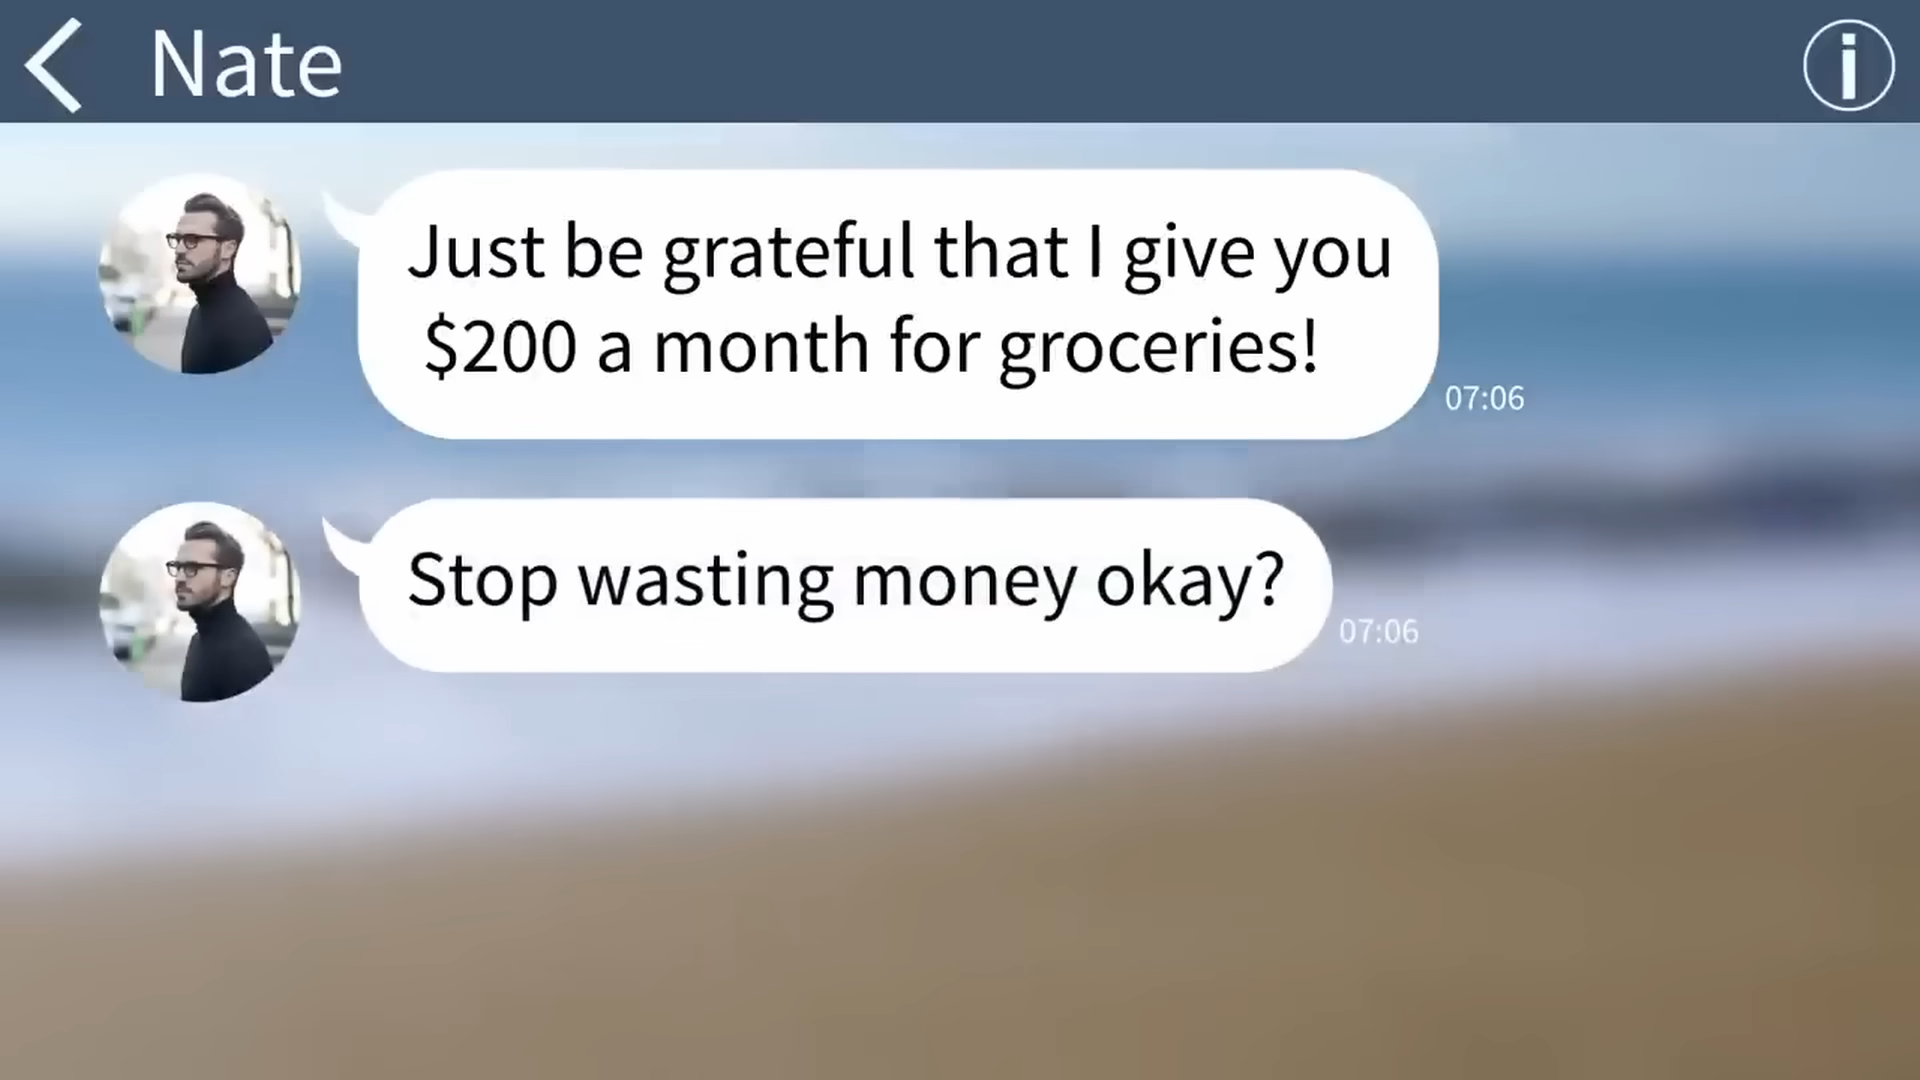 Nate
Just be grateful that I give you
$200 a month for groceries!
07:06
Stop wasting money okay?
07:06